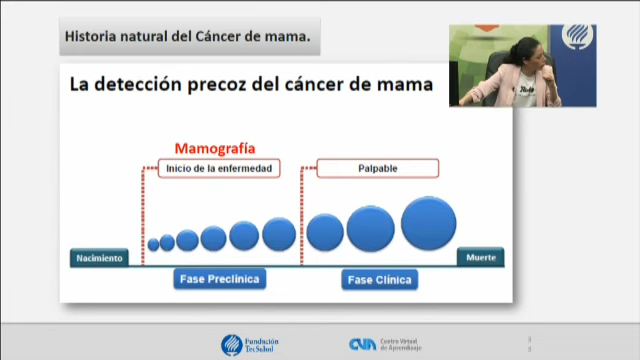 Historia natural del Cáncer de mama.
La detección precoz del cáncer de mama
Mamografía
Inicio de la enfermedad
Palpable
Nacimiento
Muerte
Fase Preclínica
Fase Clínica
Fundación
TecSalud
CVA
Centro Virtual
de Aprendizaje